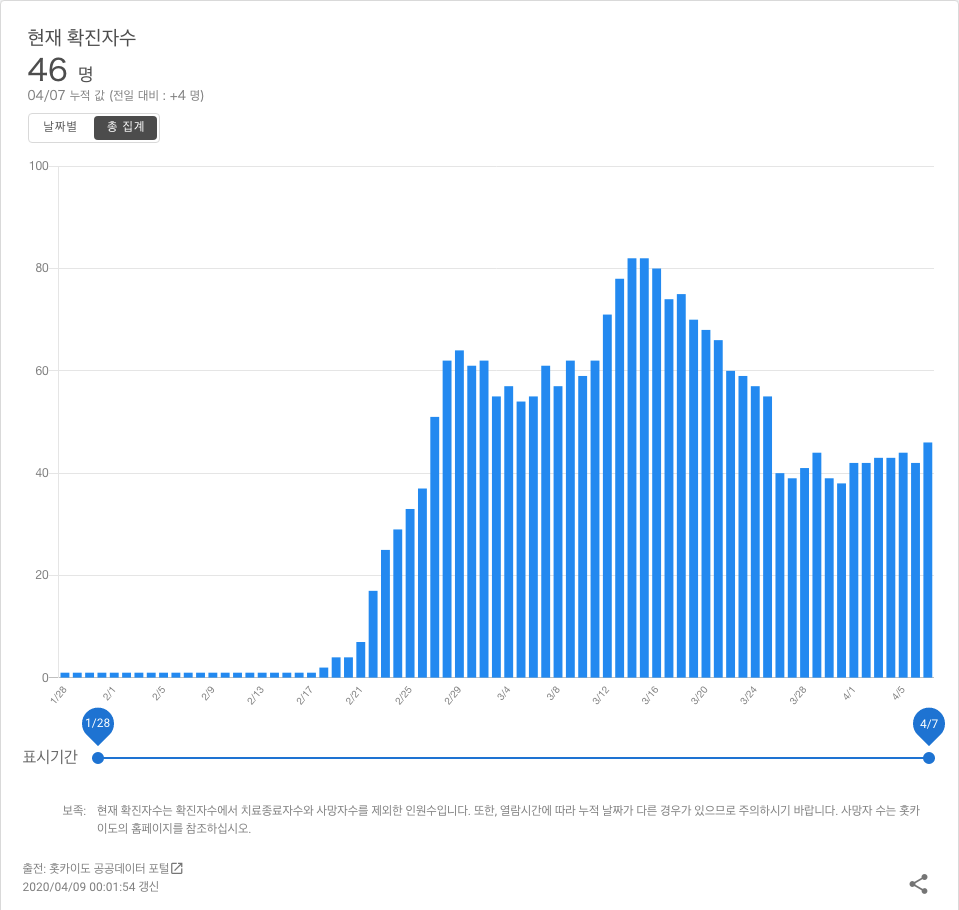 현재 확진자수
46 명
04/07 누적 값 (전일 대비 : +4 명)
날짜별 총 집계
100
80
60
40
20
0
1/28 2/1 2/5 2/9 2/13 2/17 2/21 2/25 2/29 3/4 3/8 3/12 3/16 3/20 3/24 3/28 4/1 4/5
1/28 4/7
표시기간
보족: 현재 확진자수는 확진자수에서 치료종료자수와 사망자수를 제외한 인원수입니다. 또한, 열람시간에 따라 누적 날짜가 다른 경우가 있으므로 주의하시기 바랍니다. 사망자 수는 홋카
이도의 홈페이지를 참조하십시오.
출전: 홋카이도 공공데이터 포털
2020/04/09 00:01:54 갱신